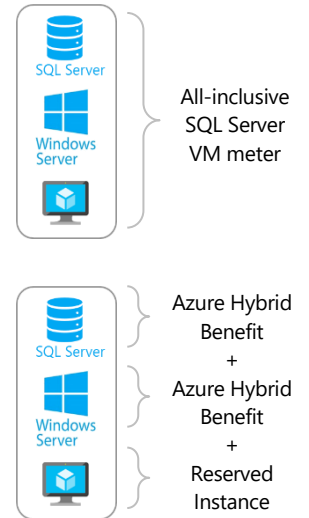 SQL Server
Windows
Server
All-inclusive
SQL Server
VM meter
SQL Server
Windows
Server
Azure Hybrid
Benefit
+
Azure Hybrid
Benefit
+
Reserved
Instance